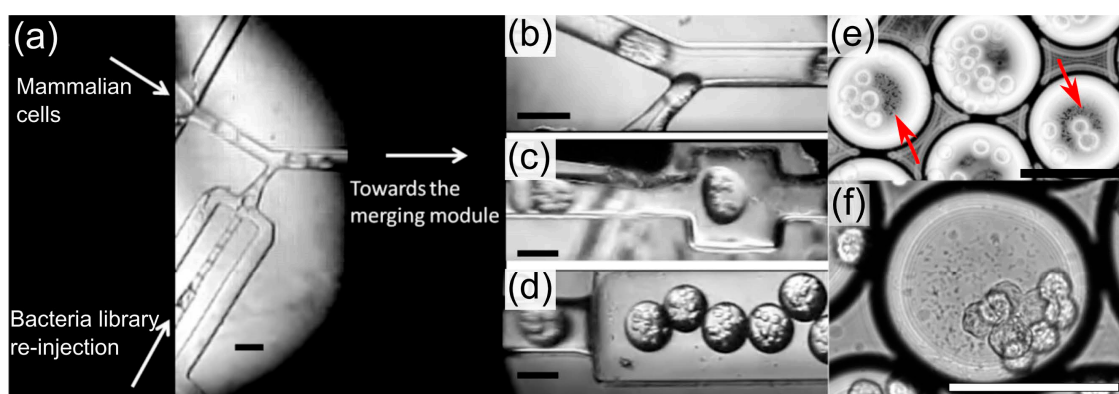 (a)
Mammalian
cells
Towards the
merging module
Bacteria library
re-injection
(b)
(c)
(d)
(e)
(f)